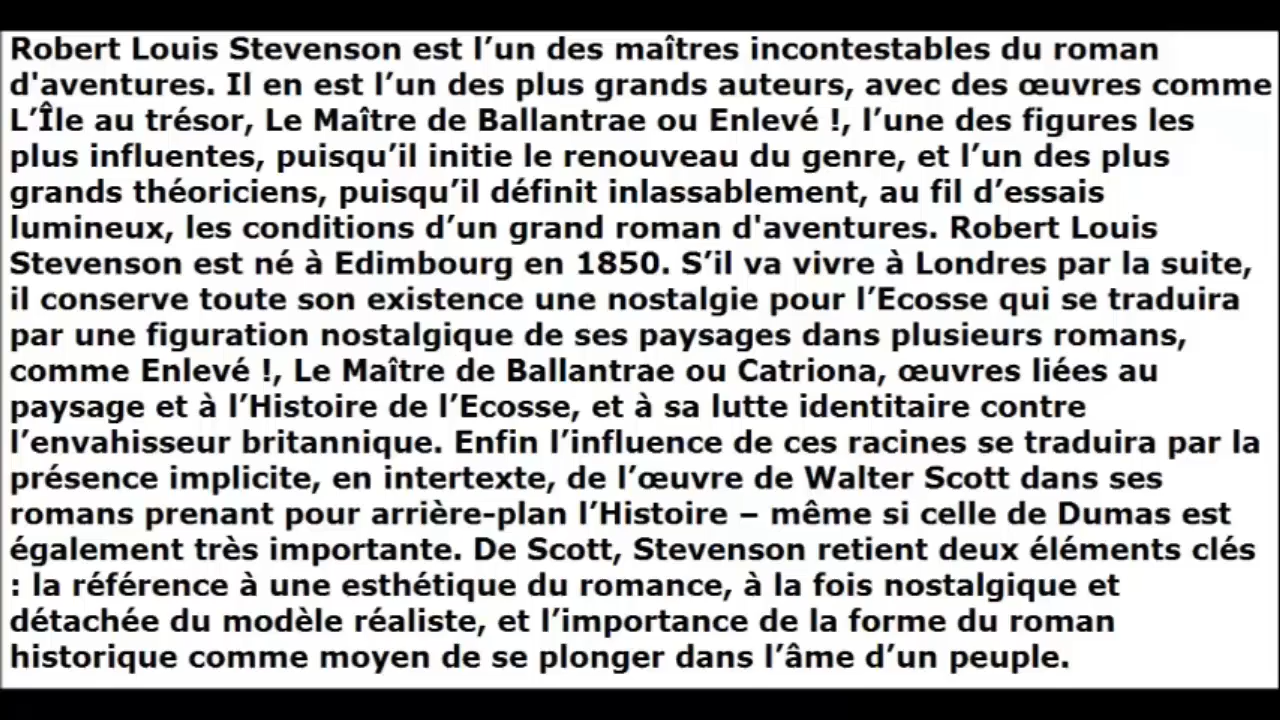 Robert Louis Stevenson est l’un des maîtres incontestables du roman
d'aventures. Il en est l’un des plus grands auteurs, avec des œuvres comme
L’Île au trésor, Le Maître de Ballantrae ou Enlevé !, l’une des figures les
plus influentes, puisqu’il initie le renouveau du genre, et l’un des plus
grands théoriciens, puisqu’il définit inlassablement, au fil d’essais
lumineux, les conditions d’un grand roman d'aventures. Robert Louis
Stevenson est né à Edimbourg en 1850. S’il va vivre à Londres par la suite,
il conserve toute son existence une nostalgie pour l’Ecosse qui se traduira
par une figuration nostalgique de ses paysages dans plusieurs romans,
comme Enlevé !, Le Maître de Ballantrae ou Catriona, œuvres liées au
paysage et à l’Histoire de l’Ecosse, et à sa lutte identitaire contre
l’envahisseur britannique. Enfin l’influence de ces racines se traduira par la
présence implicite, en intertexte, de l’œuvre de Walter Scott dans ses
romans prenant pour arrière-plan l’Histoire – même si celle de Dumas est
également très importante. De Scott, Stevenson retient deux éléments clés
: la référence à une esthétique du romance, à la fois nostalgique et
détachée du modèle réaliste, et l’importance de la forme du roman
historique comme moyen de se plonger dans l’âme d’un peuple.